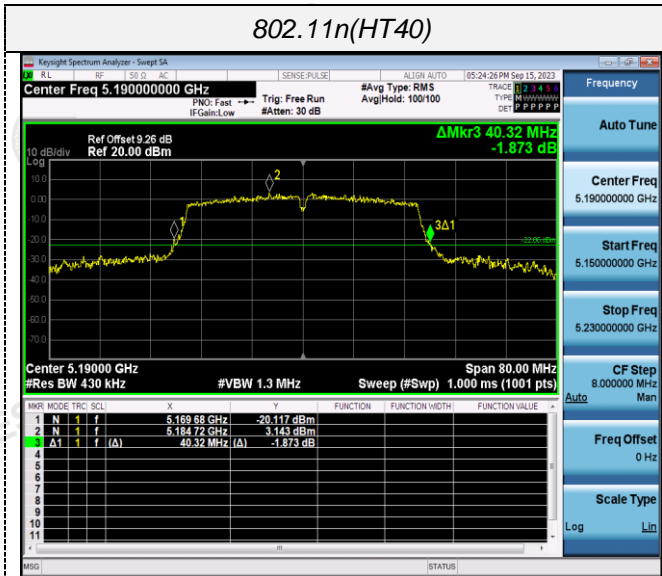 802.11n(HT40)
Keysight Spectrum Analyzer - Swept SA
RL RF 50 Ω AC SENSE:PULSE ALIGN AUTO 05:24:26 PM Sep 15, 2023
Center Freq 5.190000000 GHz
PNO: Fast
IFGain:Low
Trig: Free Run
#Atten: 30 dB
#Avg Type: RMS
Avg|Hold: 100/100
TRACE 1 2 3 4 5 6
TYPE M WWWWW
DET P P P P P P
Frequency
Auto Tune
Center Freq
5.190000000 GHz
Start Freq
5.150000000 GHz
Stop Freq
5.230000000 GHz
CF Step
8.000000 MHz
Auto Man
Freq Offset
0 Hz
Scale Type
Log Lin
Ref Offset 9.26 dB
10 dB/div Ref 20.00 dBm
Log
ΔMkr3 40.32 MHz
-1.873 dB
10.0
0.00
-10.0
-20.0
-30.0
-40.0
-50.0
-60.0
-70.0
1
2
3Δ1
Center 5.19000 GHz Span 80.00 MHz
#Res BW 430 kHz #VBW 1.3 MHz Sweep (#Swp) 1.000 ms (1001 pts)
MKR MODE TRC SCL X Y FUNCTION FUNCTION WIDTH FUNCTION VALUE
1 N 1 f 5.169 68 GHz -20.117 dBm
2 N 1 f 5.184 72 GHz 3.143 dBm
3 Δ1 1 f (Δ) 40.32 MHz (Δ) -1.873 dB
4
5
6
7
8
9
10
11
MSG STATUS